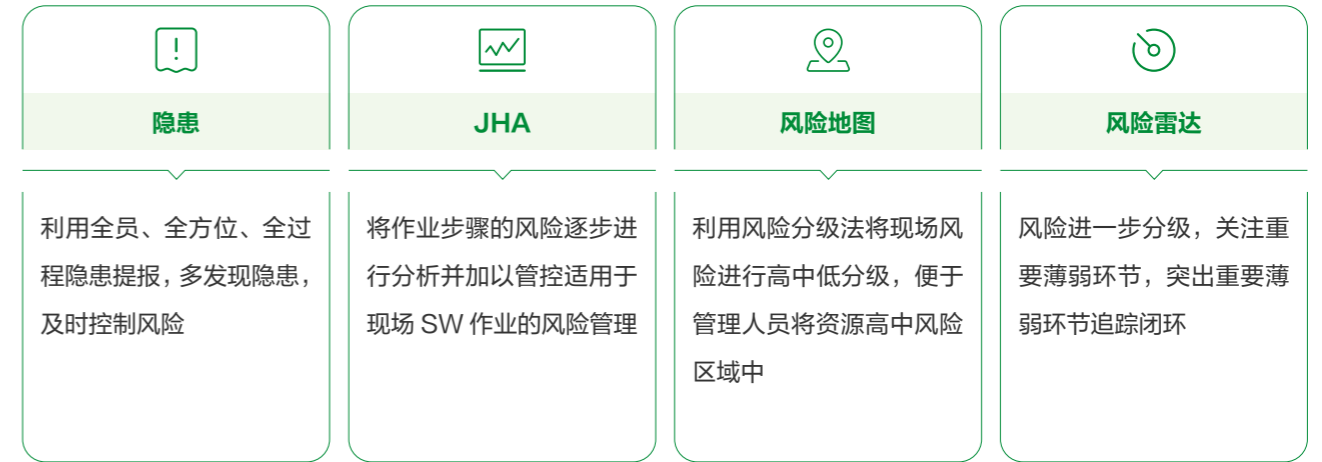 隐患
利用全员、全方位、全过
程隐患提报，多发现隐患，
及时控制风险
JHA
将作业步骤的风险逐步进
行分析并加以管控适用于
现场 SW 作业的风险管理
风险地图
利用风险分级法将现场风
险进行高中低分级，便于
管理人员将资源高中风险
区域中
风险雷达
风险进一步分级，关注重
要薄弱环节，突出重要薄
弱环节追踪闭环